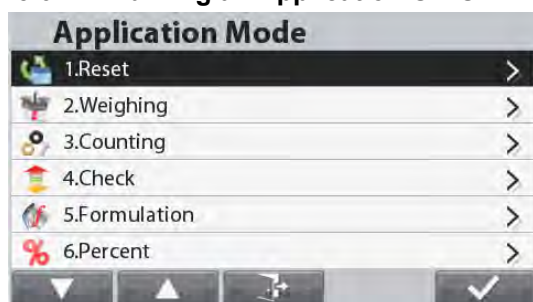 Application Mode
1.Reset
2.Weighing
3.Counting
4.Check
5.Formulation
6.Percent